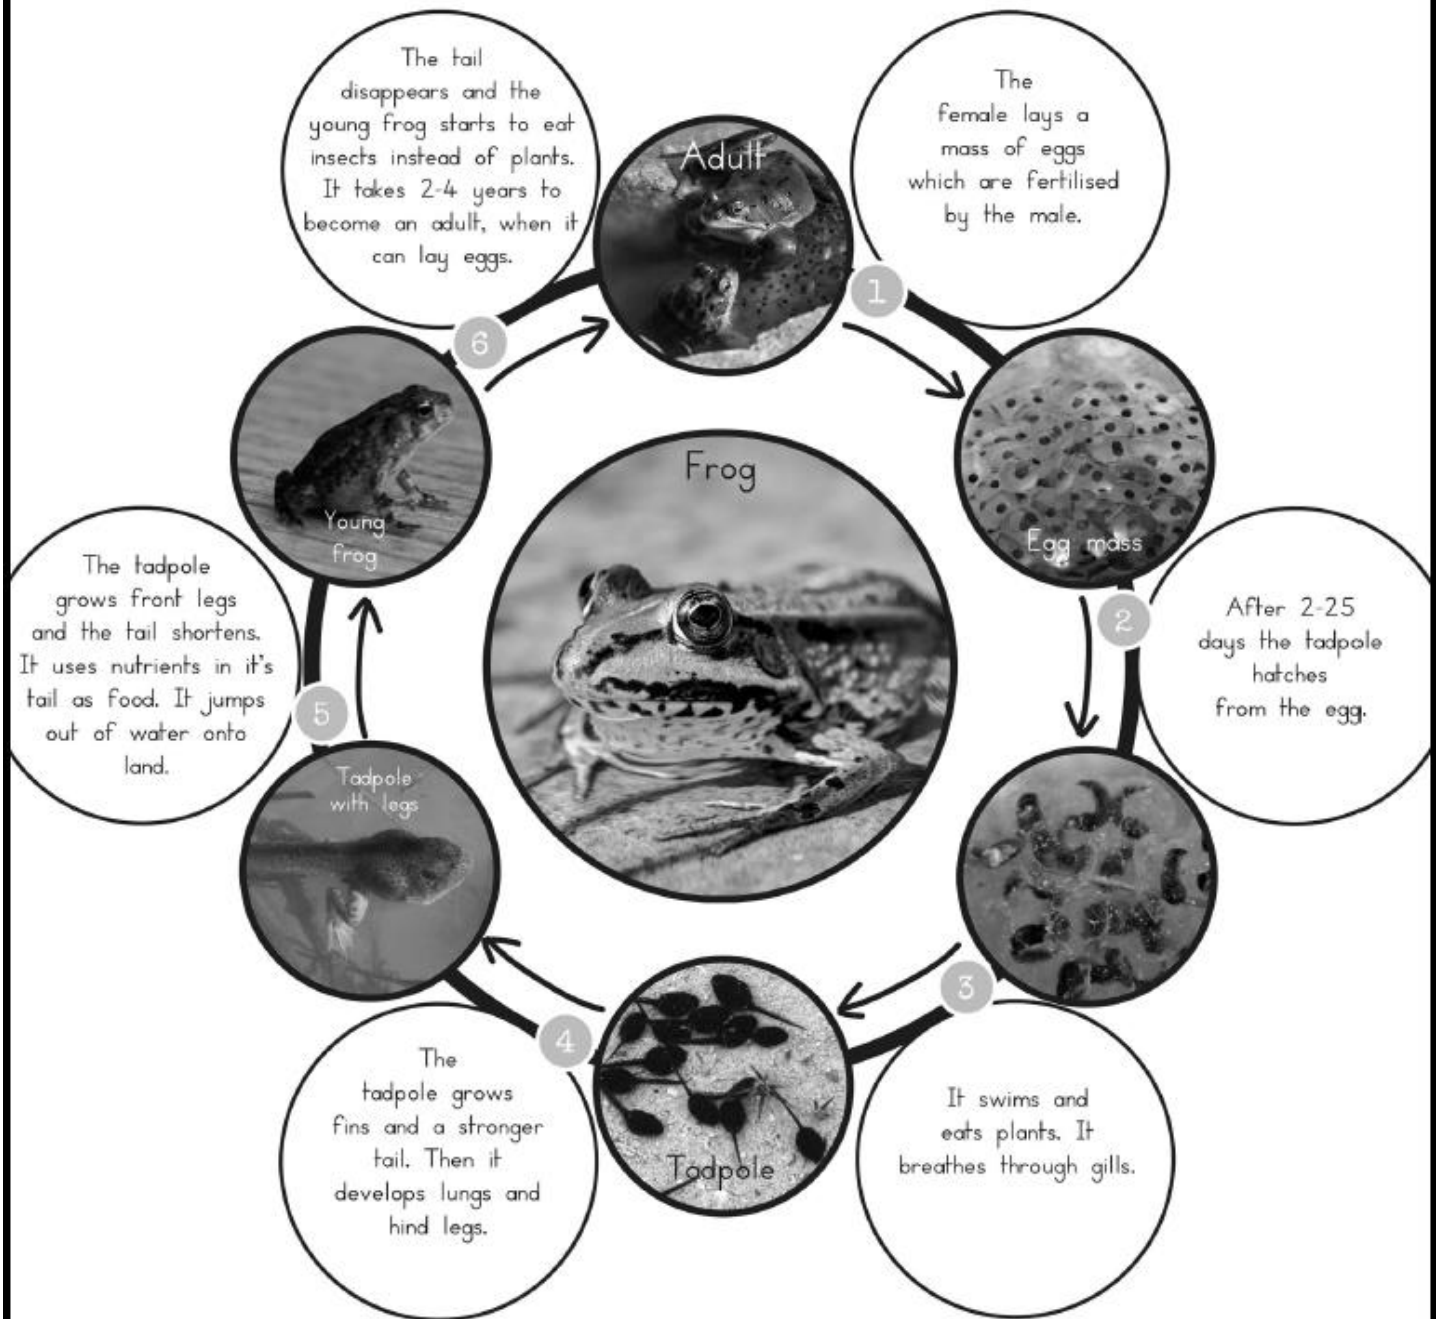 Frog
Adult
1
The
female lays a
mass of eggs
which are fertilised
by the male.
Egg mass
2
After 2-25
days the tadpole
hatches
from the egg.
3
It swims and
eats plants. It
breathes through gills.
Tadpole
4
The
tadpole grows
fins and a stronger
tail. Then it
develops lungs and
hind legs.
Tadpole
with legs
5
The tadpole
grows front legs
and the tail shortens.
It uses nutrients in it's
tail as food. It jumps
out of water onto
land.
Young
frog
6
The tail
disappears and the
young frog starts to eat
insects instead of plants.
It takes 2-4 years to
become an adult, when it
can lay eggs.